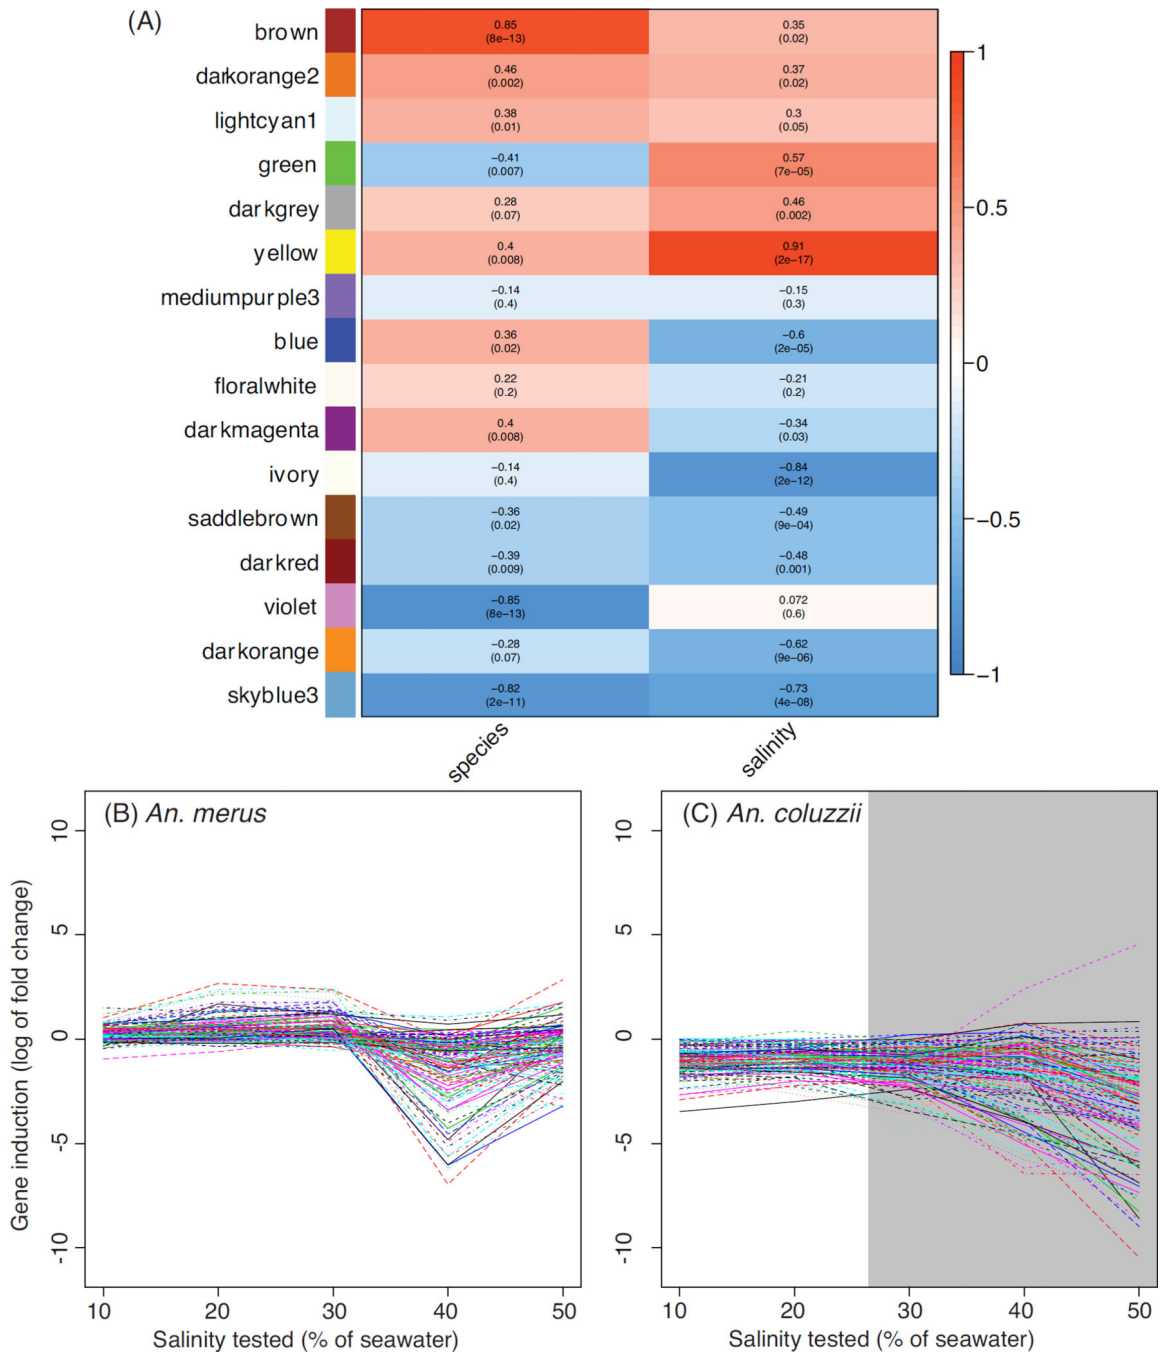 (A)
brown 0.85 0.35
(8e−13) (0.02)
darkorange2 0.46 0.37
(0.002) (0.02)
lightcyan1 0.38 0.3
(0.01) (0.05)
green −0.41 0.57
(0.007) (7e−05)
darkgrey 0.28 0.46
(0.07) (0.002)
yellow 0.4 0.91
(0.008) (2e−17)
mediumpurple3 −0.14 −0.15
(0.4) (0.3)
blue 0.36 −0.6
(0.02) (2e−05)
floralwhite 0.22 −0.21
(0.2) (0.2)
darkmagenta 0.4 −0.34
(0.008) (0.03)
ivory −0.14 −0.84
(0.4) (2e−12)
saddlebrown −0.36 −0.49
(0.02) (9e−04)
darkred −0.39 −0.48
(0.009) (0.001)
violet −0.85 0.072
(8e−13) (0.6)
darkorange −0.28 −0.62
(0.07) (9e−06)
skyblue3 −0.82 −0.73
(2e−11) (4e−08)
species salinity
1
0.5
0
−0.5
−1
(B) An. merus
Gene induction (log of fold change)
10
5
0
-5
-10
10 20 30 40 50
Salinity tested (% of seawater)
(C) An. coluzzii
10
5
0
-5
-10
10 20 30 40 50
Salinity tested (% of seawater)